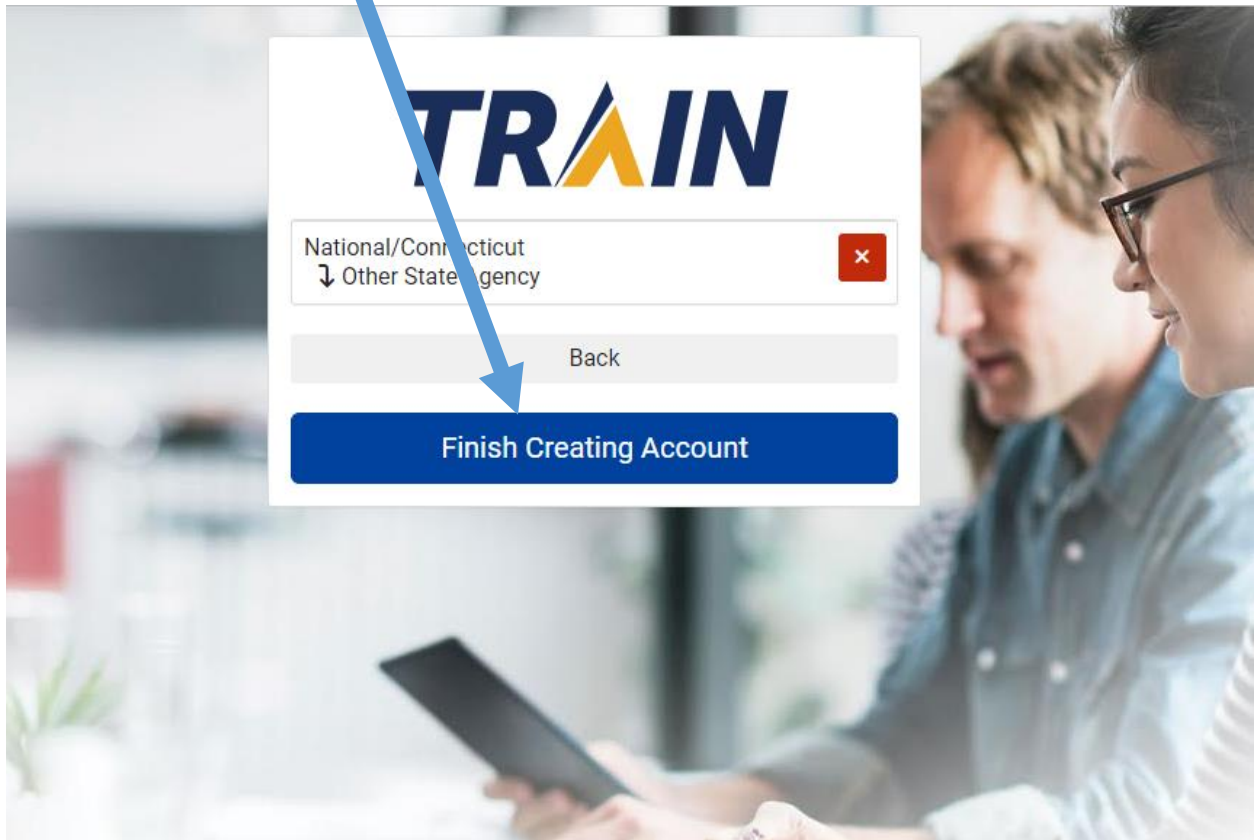 TRAIN
National/Connecticut
Other State Agency
×
Back
Finish Creating Account